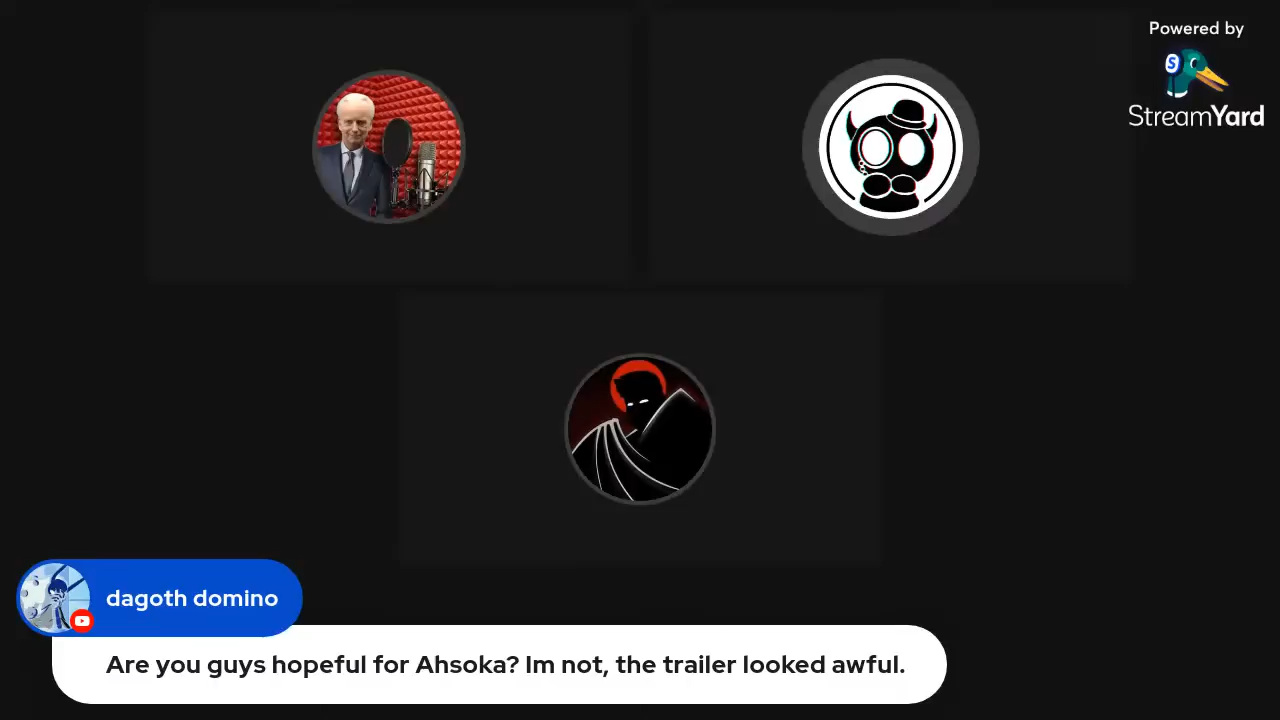 Powered by
StreamYard
dagoth domino
Are you guys hopeful for Ahsoka? Im not, the trailer looked awful.